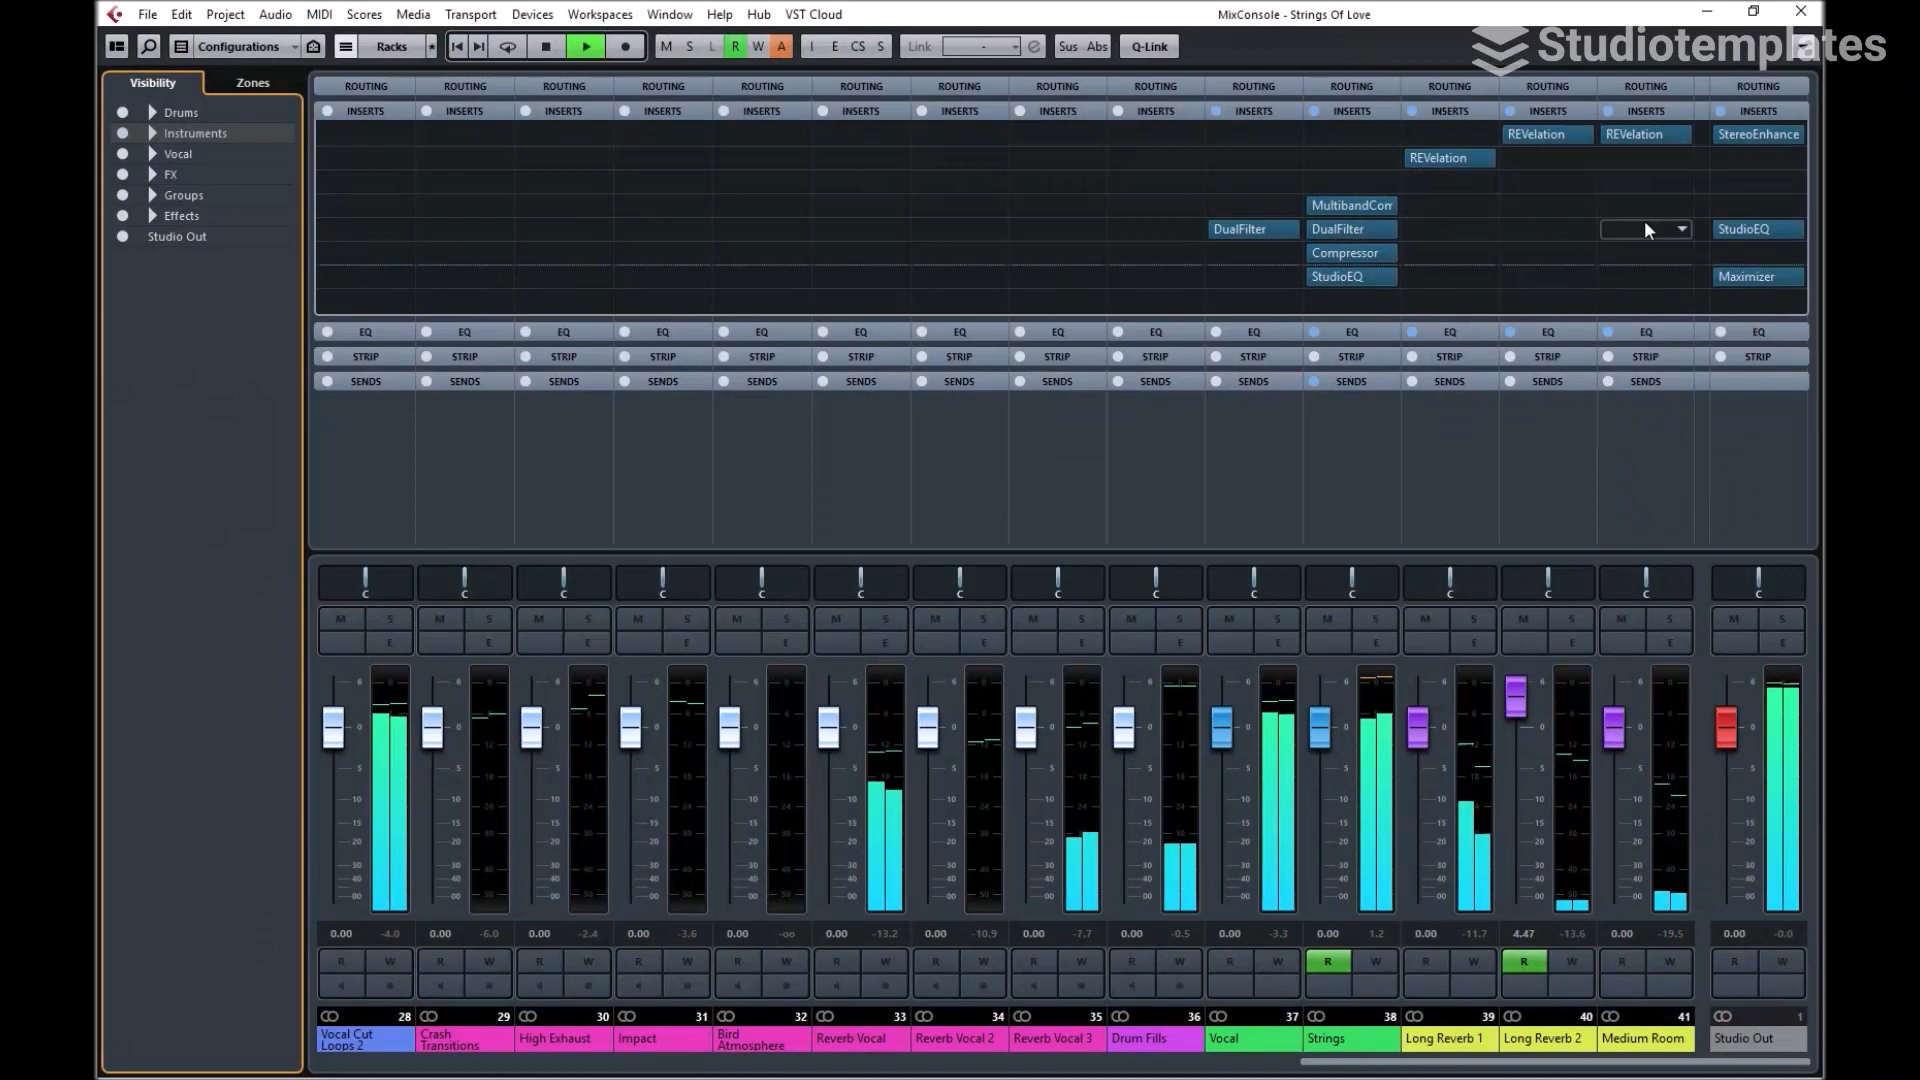 File Edit Project Audio MIDI Scores Media Transport Devices Workspaces Window Help Hub VST Cloud MixConsole - Strings Of Love
Studiotemplates
Configurations Racks M S L R W A I E CS S Link - Sus Abs Q-Link
Visibility Zones
Drums
Instruments
Vocal
FX
Groups
Effects
Studio Out
ROUTING ROUTING ROUTING ROUTING ROUTING ROUTING ROUTING ROUTING ROUTING ROUTING ROUTING ROUTING ROUTING ROUTING ROUTING
INSERTS INSERTS INSERTS INSERTS INSERTS INSERTS INSERTS INSERTS INSERTS INSERTS INSERTS INSERTS INSERTS INSERTS INSERTS
REVelation REVelation StereoEnhance
REVelation
MultibandCom
DualFilter DualFilter StudioEQ
Compressor
StudioEQ Maximizer
EQ EQ EQ EQ EQ EQ EQ EQ EQ EQ EQ EQ EQ EQ EQ
STRIP STRIP STRIP STRIP STRIP STRIP STRIP STRIP STRIP STRIP STRIP STRIP STRIP STRIP STRIP
SENDS SENDS SENDS SENDS SENDS SENDS SENDS SENDS SENDS SENDS SENDS SENDS SENDS SENDS
C C C C C C C C C C C C C C C
M S M S M S M S M S M S M S M S M S M S M S M S M S M S M S
E E E E E E E E E E E E E E E
0.00 -4.0 0.00 -6.0 0.00 -2.4 0.00 -3.6 0.00 -oo 0.00 -13.2 0.00 -10.9 0.00 -7.7 0.00 -0.5 0.00 -3.3 0.00 1.2 0.00 -11.7 4.47 -13.6 0.00 -19.5 0.00 -0.0
R W R W R W R W R W R W R W R W R W R W R W R W R W R W R W
28 29 30 31 32 33 34 35 36 37 38 39 40 41 1
Vocal Cut Loops 2
Crash Transitions
High Exhaust
Impact
Bird Atmosphere
Reverb Vocal
Reverb Vocal 2
Reverb Vocal 3
Drum Fills
Vocal
Strings
Long Reverb 1
Long Reverb 2
Medium Room
Studio Out